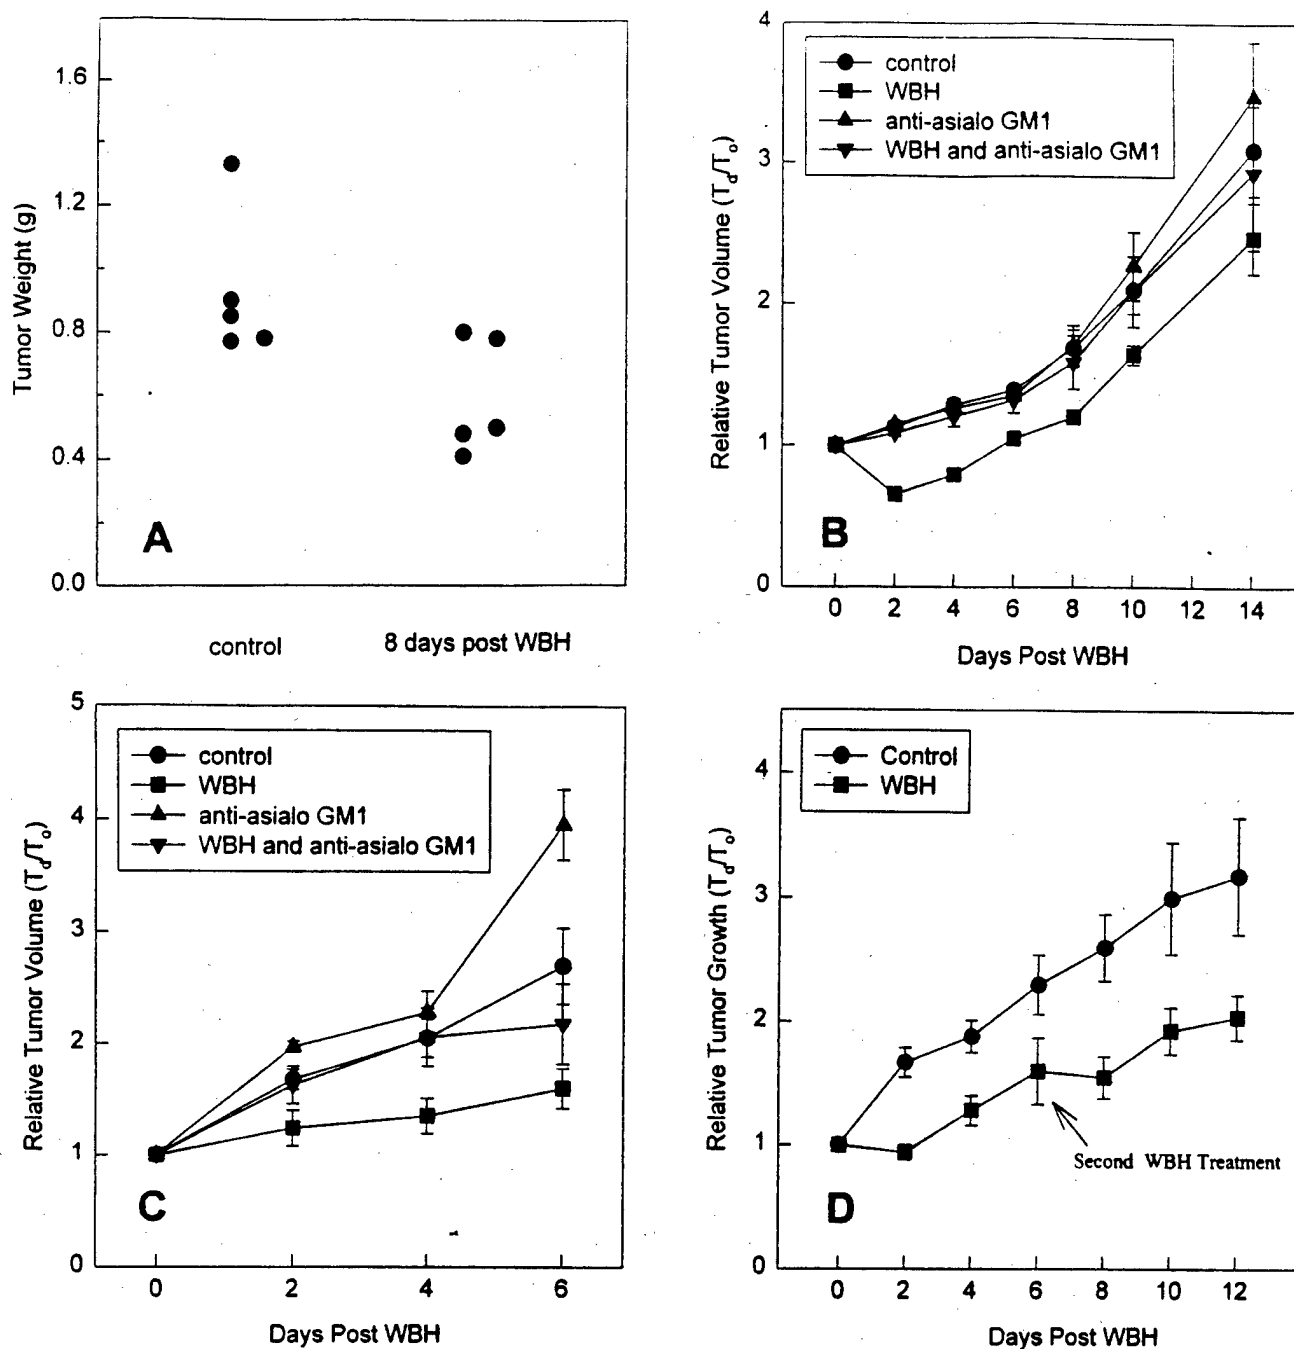 Tumor Weight (g)
1.6
1.2
0.8
0.4
0.0
A
control
8 days post WBH
Relative Tumor Volume (Td/To)
4
3
2
1
0
control
WBH
anti-asialo GM1
WBH and anti-asialo GM1
B
0 2 4 6 8 10 12 14
Days Post WBH
Relative Tumor Volume (Td/To)
5
4
3
2
1
0
control
WBH
anti-asialo GM1
WBH and anti-asialo GM1
C
0 2 4 6
Days Post WBH
Relative Tumor Growth (Td/To)
4
3
2
1
0
Control
WBH
Second WBH Treatment
D
0 2 4 6 8 10 12
Days Post WBH